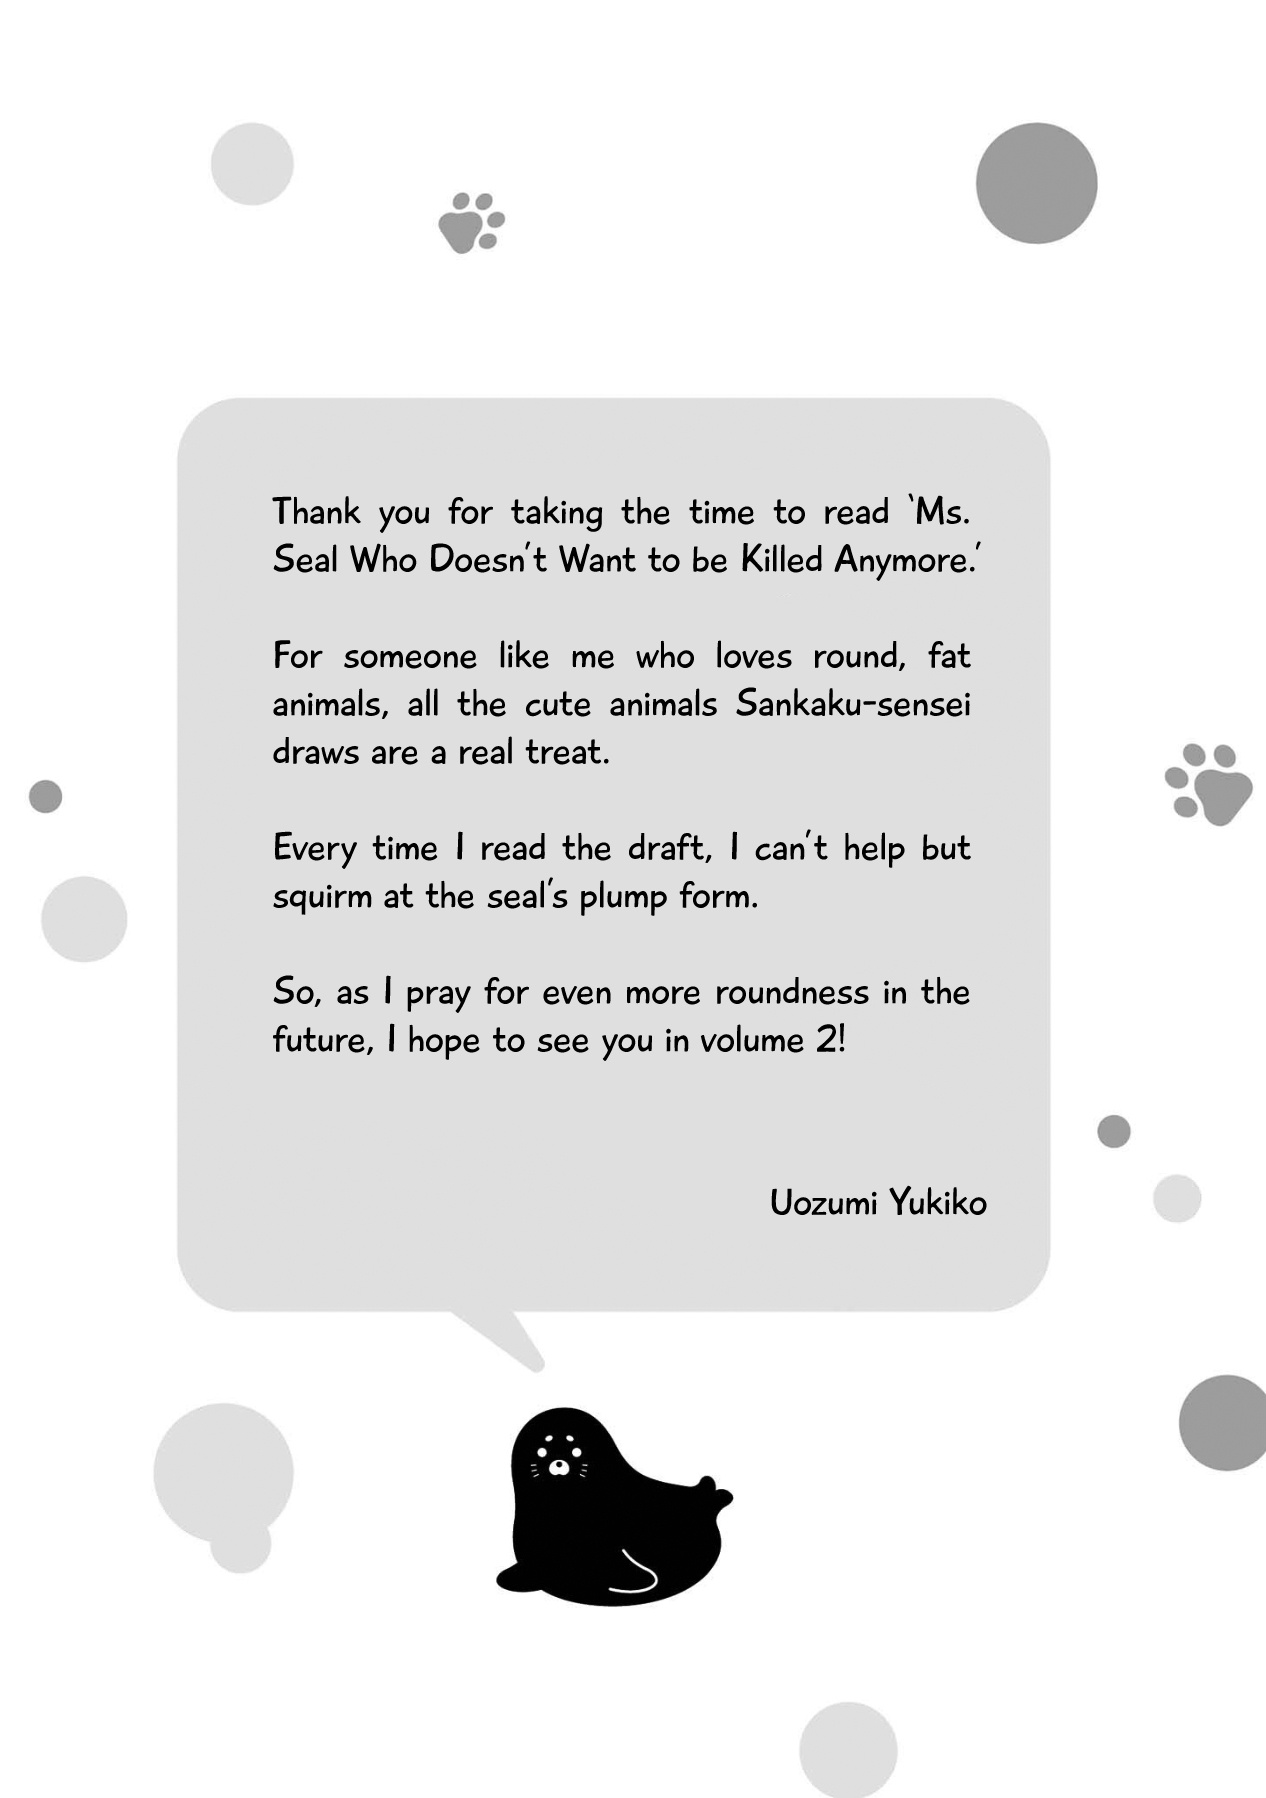 Thank you for taking the time to read ‘Ms.
Seal Who Doesn't Want to be Killed Anymore.’
For someone like me who loves round, fat
animals, all the cute animals Sankaku-sensei
draws are a real treat.
Every time I read the draft, I can't help but
squirm at the seal's plump form.
So, as I pray for even more roundness in the
future, I hope to see you in volume 2!
Uozumi Yukiko